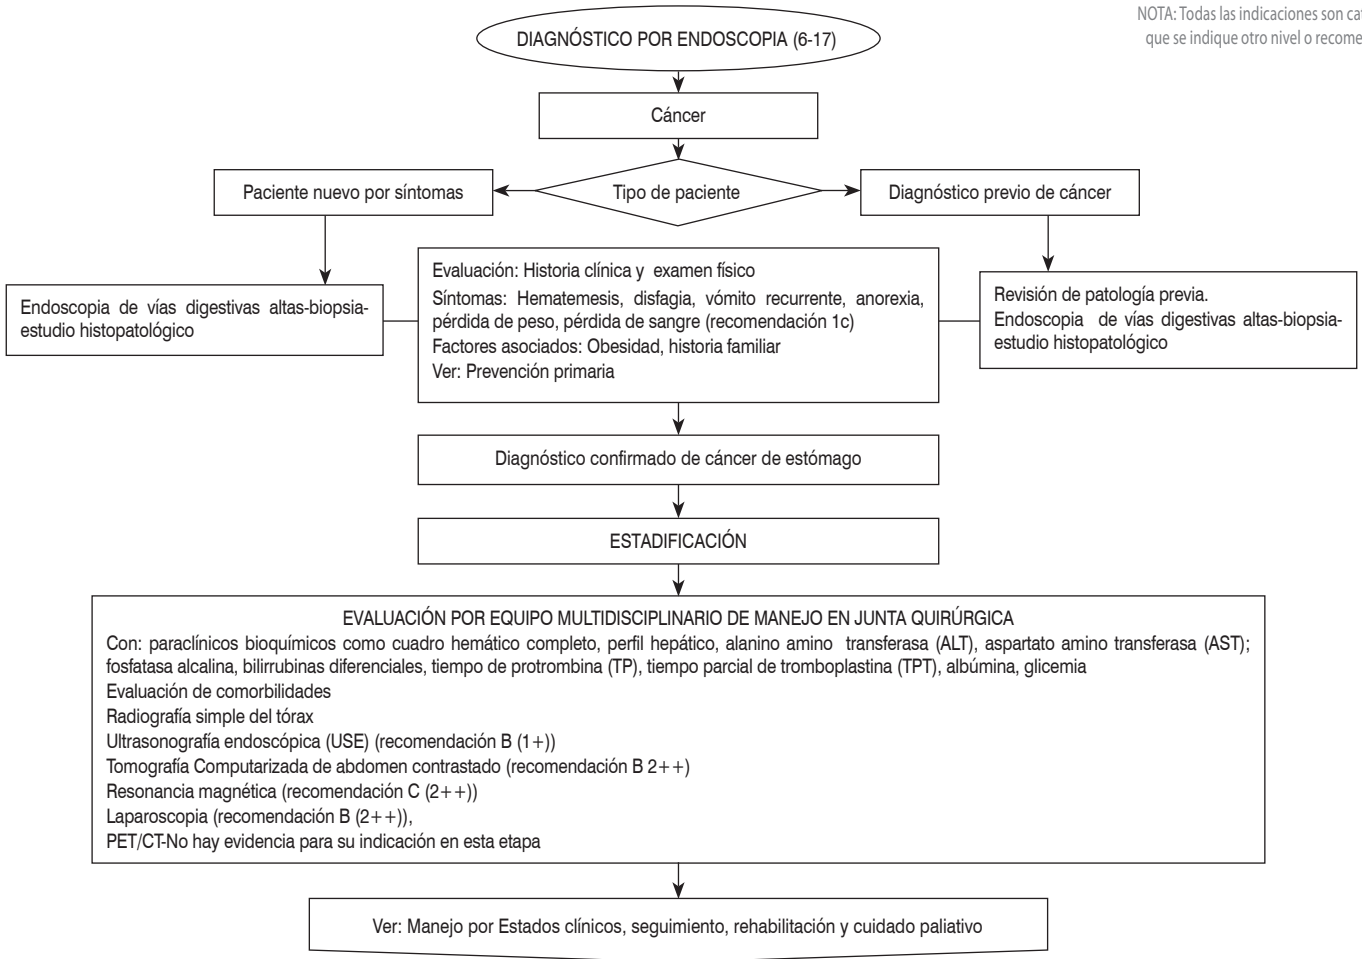 NOTA: Todas las indicaciones son
que se indique otro nivel o
DIAGNÓSTICO POR ENDOSCOPIA (6-17)
Cáncer
Tipo de paciente
Paciente nuevo por síntomas
Diagnóstico previo de cáncer
Endoscopia de vías digestivas altas-biopsia-
estudio histopatológico
Evaluación: Historia clínica y examen físico
Síntomas: Hematemesis, disfagia, vómito recurrente, anorexia,
pérdida de peso, pérdida de sangre (recomendación 1c)
Factores asociados: Obesidad, historia familiar
Ver: Prevención primaria
Revisión de patología previa.
Endoscopia de vías digestivas altas-biopsia-
estudio histopatológico
Diagnóstico confirmado de cáncer de estómago
ESTADIFICACIÓN
EVALUACIÓN POR EQUIPO MULTIDISCIPLINARIO DE MANEJO EN JUNTA QUIRÚRGICA
Con: paraclínicos bioquímicos como cuadro hemático completo, perfil hepático, alanino amino transferasa (ALT), aspartato amino transferasa (AST);
fosfatasa alcalina, bilirrubinas diferenciales, tiempo de protrombina (TP), tiempo parcial de tromboplastina (TPT), albúmina, glicemia
Evaluación de comorbilidades
Radiografía simple del tórax
Ultrasonografía endoscópica (USE) (recomendación B (1+))
Tomografía Computarizada de abdomen contrastado (recomendación B 2++)
Resonancia magnética (recomendación C (2++))
Laparoscopia (recomendación B (2++)),
PET/CT-No hay evidencia para su indicación en esta etapa
Ver: Manejo por Estados clínicos, seguimiento, rehabilitación y cuidado paliativo